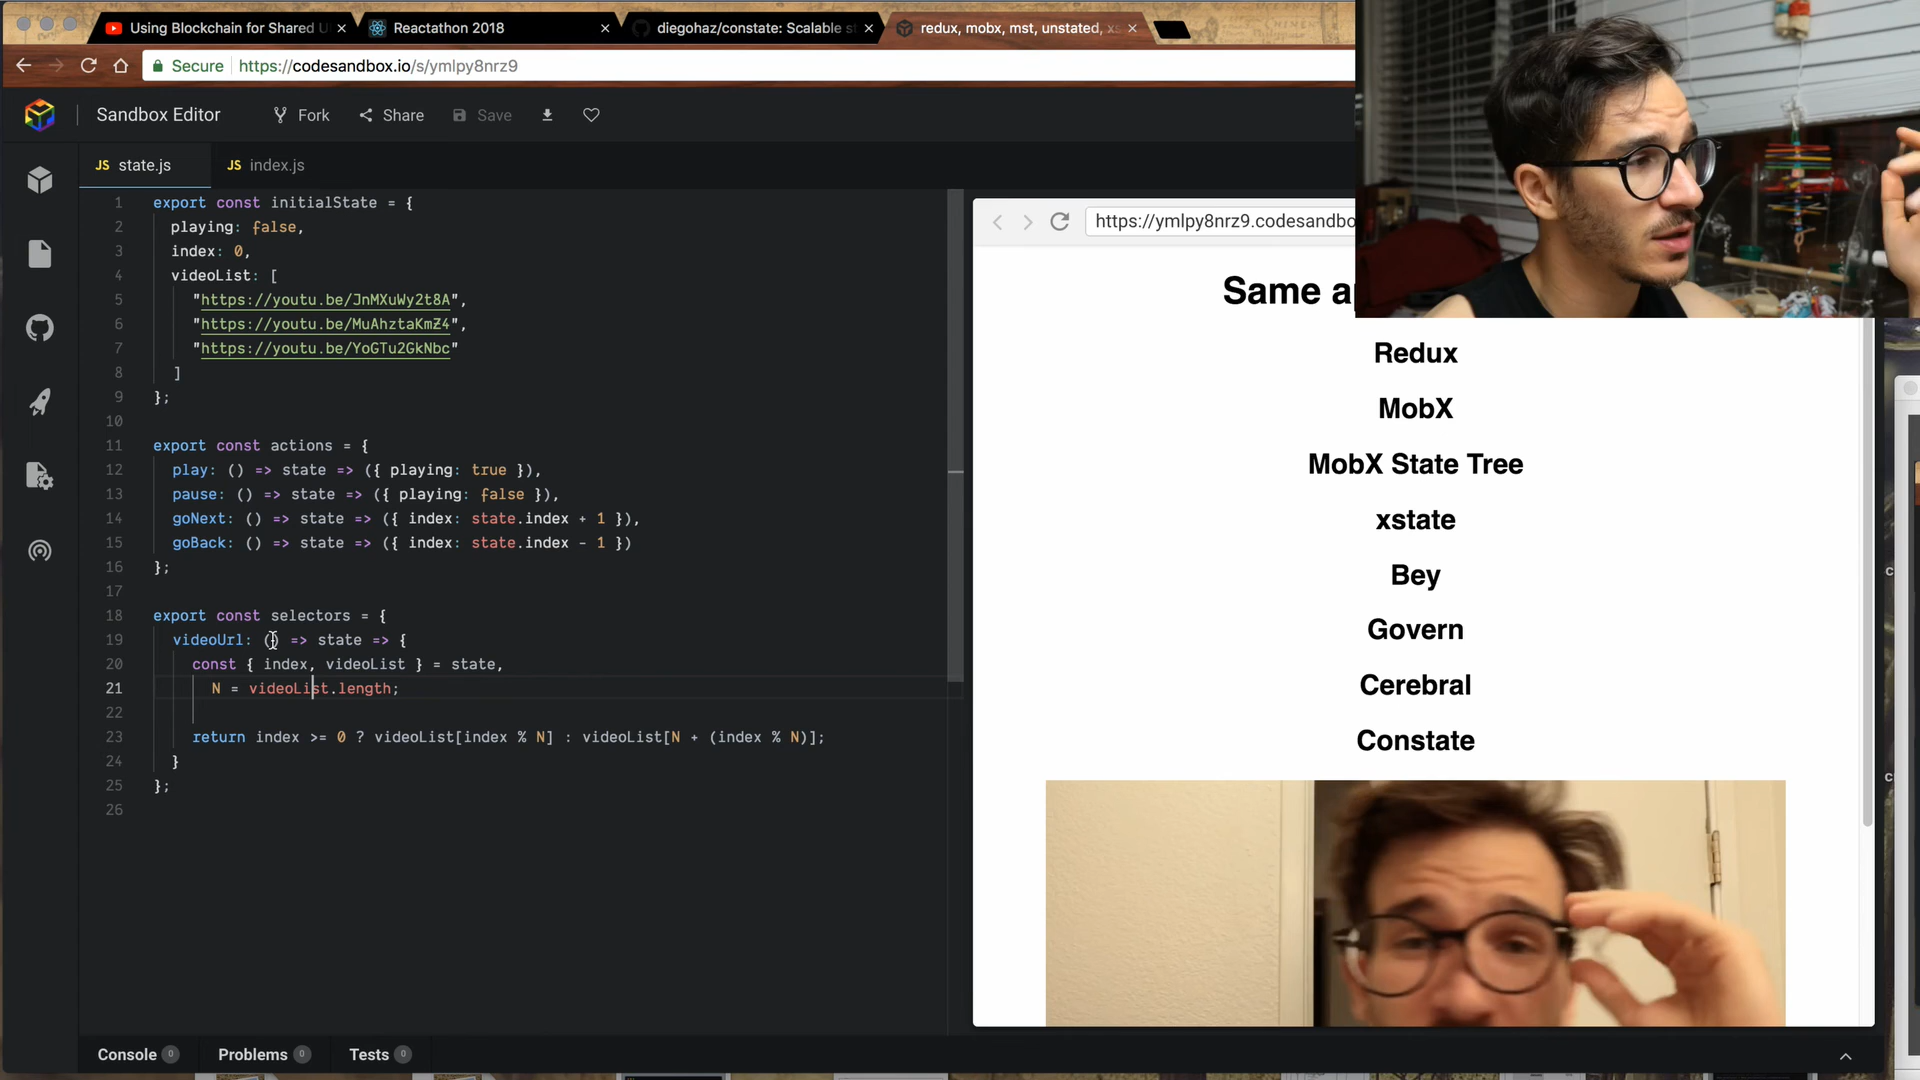 Using Blockchain for Shared U
Reactathon 2018
diegohaz/constate: Scalable s
redux, mobx, mst, unstated, xs
Secure https://codesandbox.io/s/ymlpy8nrz9
Sandbox Editor
Fork
Share
Save
JS state.js
JS index.js
1 export const initialState = {
2 playing: false,
3 index: 0,
4 videoList: [
5 "https://youtu.be/JnMXuWy2t8A",
6 "https://youtu.be/MuAhztaKmZ4",
7 "https://youtu.be/YoGTu2GkNbc"
8 ]
9 };
10
11 export const actions = {
12 play: () => state => ({ playing: true }),
13 pause: () => state => ({ playing: false }),
14 goNext: () => state => ({ index: state.index + 1 }),
15 goBack: () => state => ({ index: state.index - 1 })
16 };
17
18 export const selectors = {
19 videoUrl: () => state => {
20 const { index, videoList } = state,
21 N = videoList.length;
22
23 return index >= 0 ? videoList[index % N] : videoList[N + (index % N)];
24 }
25 };
26
https://ymlpy8nrz9.codesandbo
Same a
Redux
MobX
MobX State Tree
xstate
Bey
Govern
Cerebral
Constate
Console 0
Problems 0
Tests 0